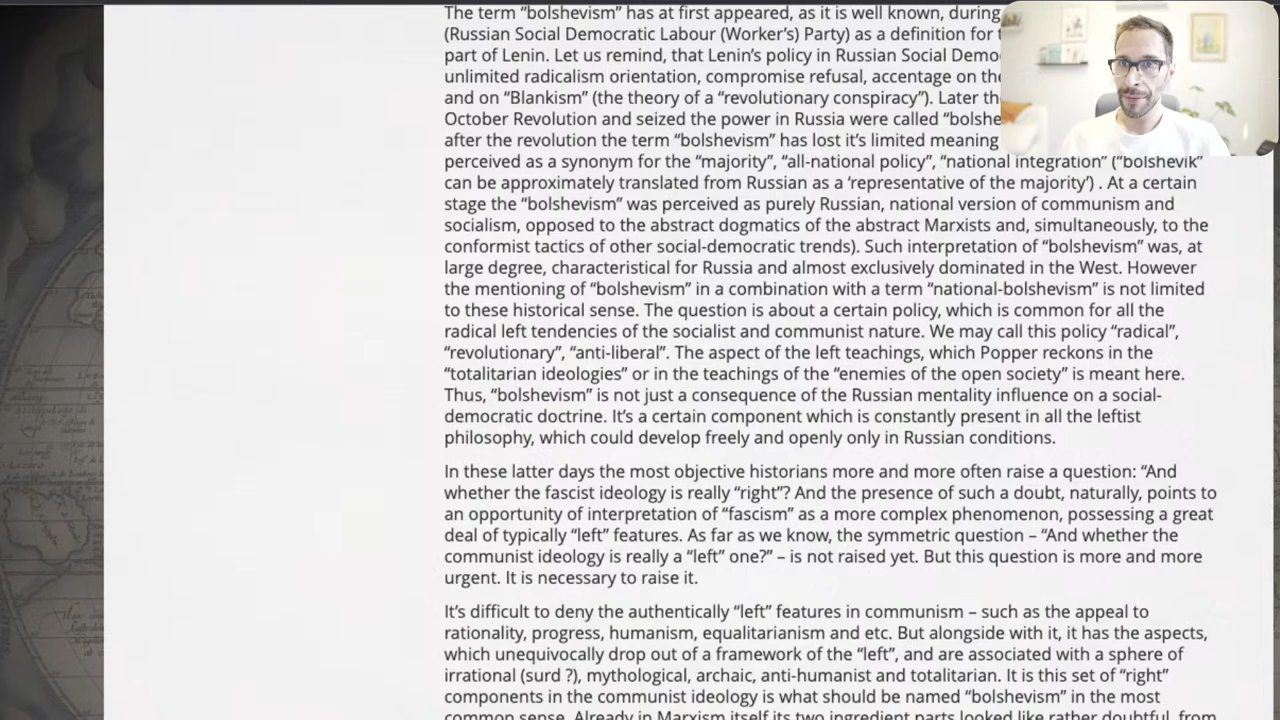 The term “bolshevism” has at first appeared, as it is well known, during
(Russian Social Democratic Labour (Worker’s) Party) as a definition for
part of Lenin. Let us remind, that Lenin’s policy in Russian Social
unlimited radicalism orientation, compromise refusal, accentage on
and on “Blankism” (the theory of a “revolutionary conspiracy”). Later
October Revolution and seized the power in Russia were called
after the revolution the term “bolshevism” has lost it’s limited meaning
perceived as a synonym for the “majority”, “all-national policy”, “national integration” (“bolshevik”
can be approximately translated from Russian as a ‘representative of the majority’) . At a certain
stage the “bolshevism” was perceived as purely Russian, national version of communism and
socialism, opposed to the abstract dogmatics of the abstract Marxists and, simultaneously, to the
conformist tactics of other social-democratic trends). Such interpretation of “bolshevism” was, at
large degree, characteristical for Russia and almost exclusively dominated in the West. However
the mentioning of “bolshevism” in a combination with a term “national-bolshevism” is not limited
to these historical sense. The question is about a certain policy, which is common for all the
radical left tendencies of the socialist and communist nature. We may call this policy “radical”,
“revolutionary”, “anti-liberal”. The aspect of the left teachings, which Popper reckons in the
“totalitarian ideologies” or in the teachings of the “enemies of the open society” is meant here.
Thus, “bolshevism” is not just a consequence of the Russian mentality influence on a social-
democratic doctrine. It’s a certain component which is constantly present in all the leftist
philosophy, which could develop freely and openly only in Russian conditions.
In these latter days the most objective historians more and more often raise a question: “And
whether the fascist ideology is really “right”? And the presence of such a doubt, naturally, points to
an opportunity of interpretation of “fascism” as a more complex phenomenon, possessing a great
deal of typically “left” features. As far as we know, the symmetric question – “And whether the
communist ideology is really a “left” one?” – is not raised yet. But this question is more and more
urgent. It is necessary to raise it.
It’s difficult to deny the authentically “left” features in communism – such as the appeal to
rationality, progress, humanism, equalitarianism and etc. But alongside with it, it has the aspects,
which unequivocally drop out of a framework of the “left”, and are associated with a sphere of
irrational (surd ?), mythological, archaic, anti-humanist and totalitarian. It is this set of “right”
components in the communist ideology is what should be named “bolshevism” in the most
common sense. Already in Marxism itself its two ingredient parts looked like rather doubtful, from